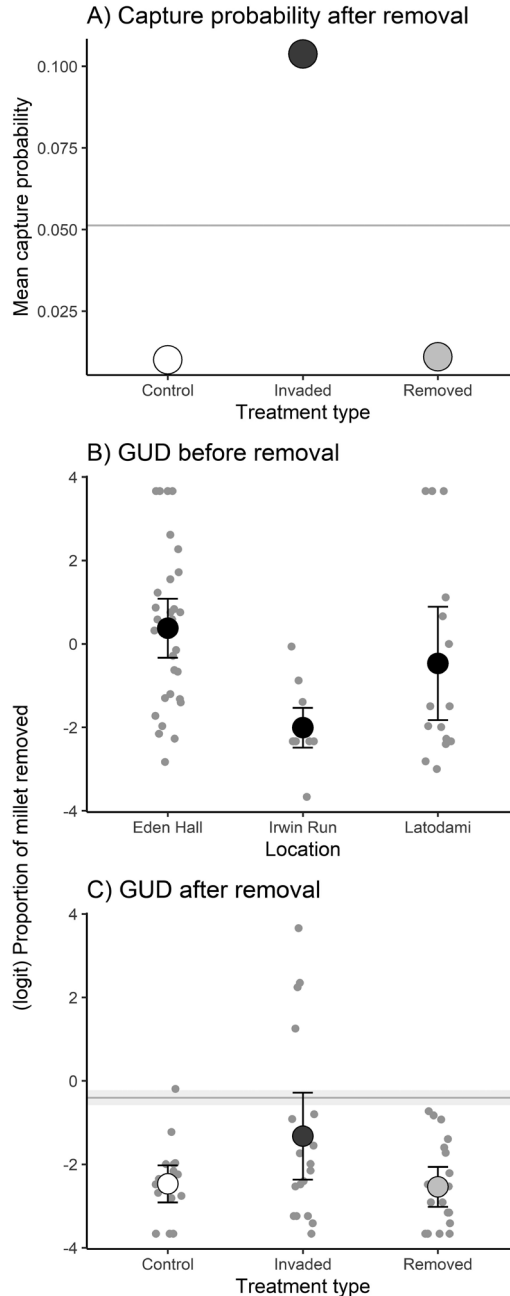 A) Capture probability after removal
Mean capture probability
0.100
0.075
0.050
0.025
Control Invaded Removed
Treatment type
B) GUD before removal
(logit) Proportion of millet removed
4
2
0
-2
-4
Eden Hall Irwin Run Latodami
Location
C) GUD after removal
4
2
0
-2
-4
Control Invaded Removed
Treatment type